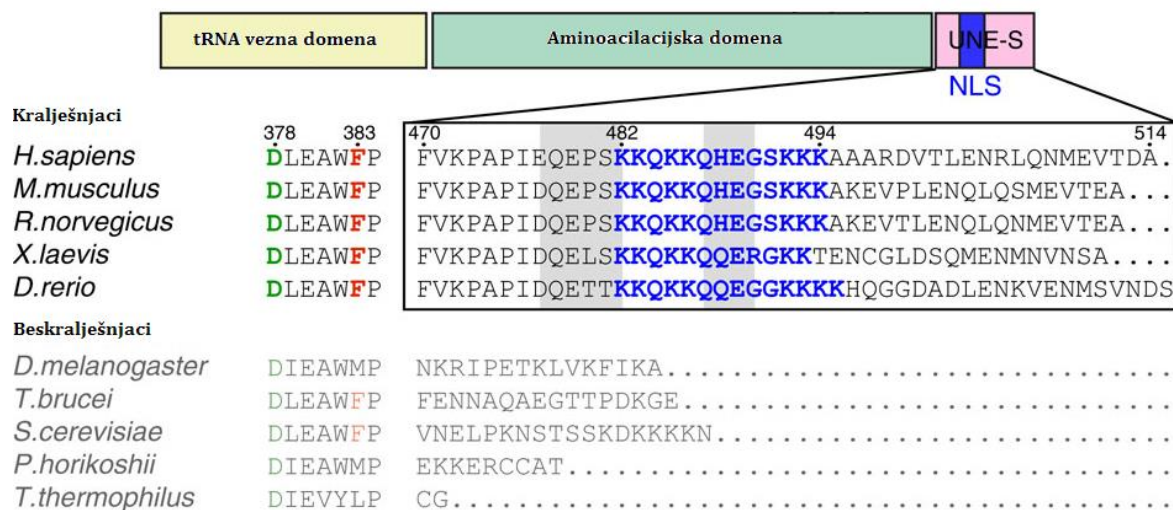 tRNA vezna domena Aminoacilacijska domena UNE-S
NLS
Kralješnjaci
378 383 470 482 494 514
H.sapiens DLEAWFP FVKPAPIEQEPSKKQKKQHEGSKKKAAARDVTLENRLQNMEVTDA.
M.musculus DLEAWFP FVKPAPIDQEPSKKQKKQHEGSKKKAKEVPLENQLQSMEVTEA...
R.norvegicus DLEAWFP FVKPAPIDQEPSKKQKKQHEGSKKKAKEVTLENQLQNMEVTEA...
X.laevis DLEAWFP FVKPAPIDQELSKKQKKQQERGKKTENCGLDSQMENMNVNSA....
D.rerio DLEAWFP FVKPAPIDQETTKKQKKQQEGGKKKKHQGGDADLENKVENMSVNDS
Beskralješnjaci
D.melanogaster DIEAWMP NKRIPETKLVKFIKA...............................
T.brucei DLEAWFP FENNAQAEGTTPDKGE..............................
S.cerevisiae DLEAWFP VNELPKNSTSSKDKKKKN............................
P.horikoshii DIEAWMP EKKERCCAT.....................................
T.thermophilus DIEVYLP CG............................................